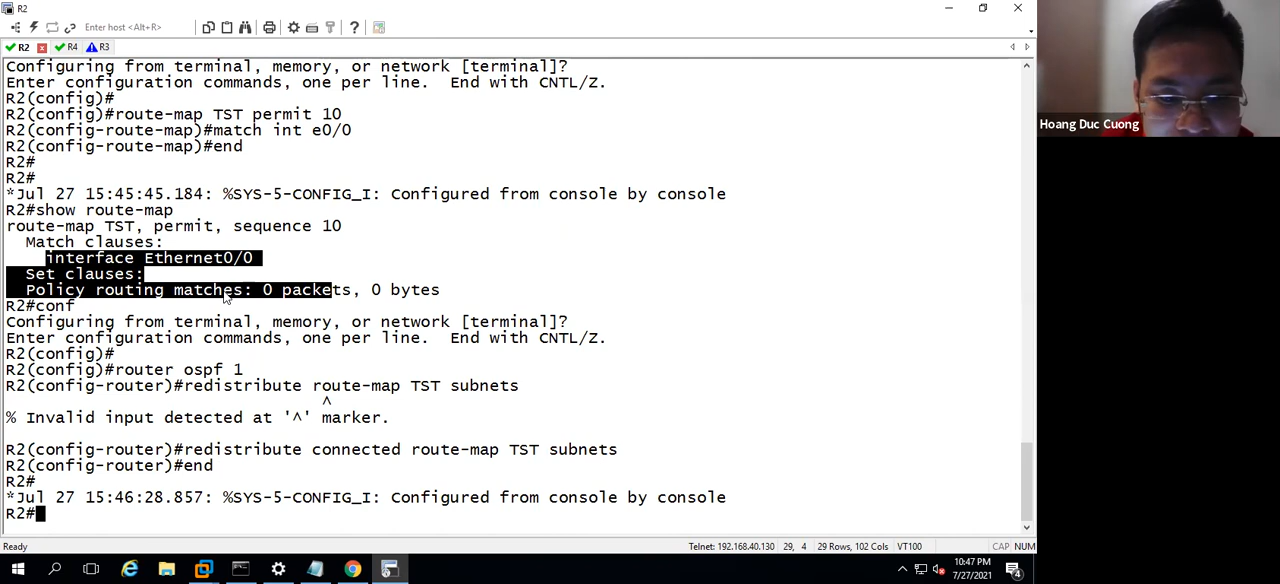 R2
Enter host <Alt+R>
R2 R4 R3
Configuring from terminal, memory, or network [terminal]?
Enter configuration commands, one per line.  End with CNTL/Z.
R2(config)#
R2(config)#route-map TST permit 10
R2(config-route-map)#match int e0/0
R2(config-route-map)#end
R2#
R2#
*Jul 27 15:45:45.184: %SYS-5-CONFIG_I: Configured from console by console
R2#show route-map
route-map TST, permit, sequence 10
  Match clauses:
    interface Ethernet0/0
  Set clauses:
  Policy routing matches: 0 packets, 0 bytes
R2#conf
Configuring from terminal, memory, or network [terminal]?
Enter configuration commands, one per line.  End with CNTL/Z.
R2(config)#
R2(config)#router ospf 1
R2(config-router)#redistribute route-map TST subnets
                                ^
% Invalid input detected at '^' marker.
R2(config-router)#redistribute connected route-map TST subnets
R2(config-router)#end
R2#
*Jul 27 15:46:28.857: %SYS-5-CONFIG_I: Configured from console by console
R2#
Ready Telnet: 192.168.40.130 29, 4 29 Rows, 102 Cols VT100 CAP NUM
10:47 PM
7/27/2021
4
Hoang Duc Cuong